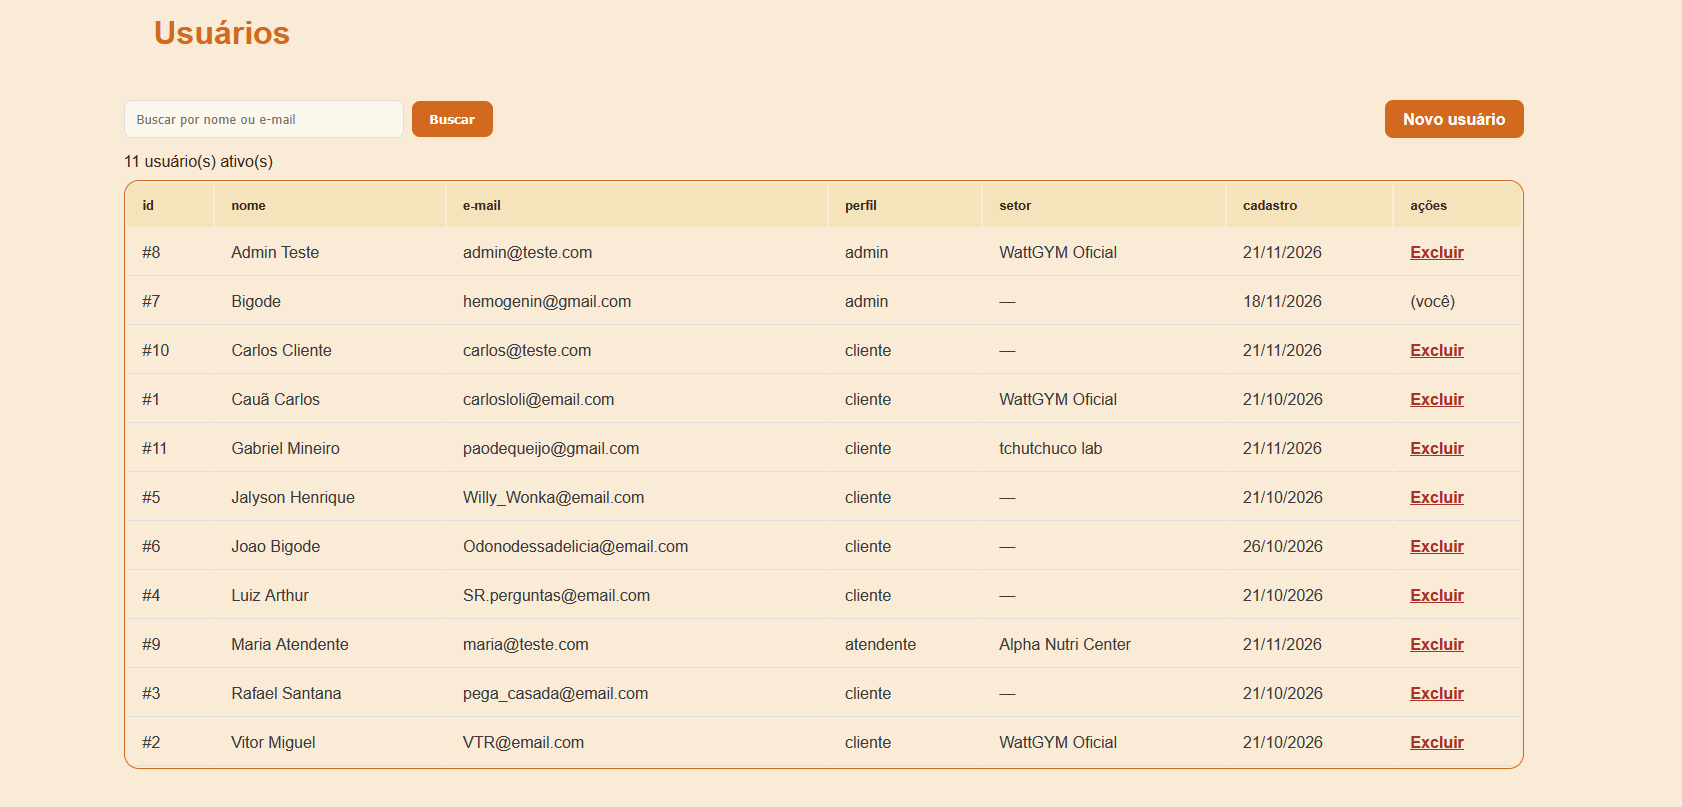 Usuários
Buscar por nome ou e-mail Buscar Novo usuário
11 usuário(s) ativo(s)
id nome e-mail perfil setor cadastro ações
#8 Admin Teste admin@teste.com admin WattGYM Oficial 21/11/2026 Excluir
#7 Bigode hemogenin@gmail.com admin — 18/11/2026 (você)
#10 Carlos Cliente carlos@teste.com cliente — 21/11/2026 Excluir
#1 Cauã Carlos carlosloli@email.com cliente WattGYM Oficial 21/10/2026 Excluir
#11 Gabriel Mineiro paodequeijo@gmail.com cliente tchutchuco lab 21/11/2026 Excluir
#5 Jalyson Henrique Willy_Wonka@email.com cliente — 21/10/2026 Excluir
#6 Joao Bigode Odonodessadelicia@email.com cliente — 26/10/2026 Excluir
#4 Luiz Arthur SR.perguntas@email.com cliente — 21/10/2026 Excluir
#9 Maria Atendente maria@teste.com atendente Alpha Nutri Center 21/11/2026 Excluir
#3 Rafael Santana pega_casada@email.com cliente — 21/10/2026 Excluir
#2 Vitor Miguel VTR@email.com cliente WattGYM Oficial 21/10/2026 Excluir